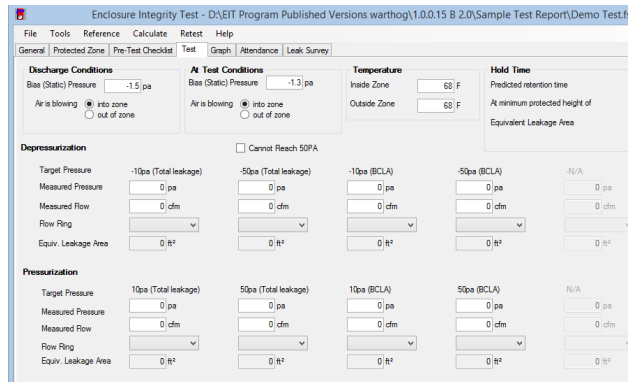 Enclosure Integrity Test - D:\EIT Program Published Versions warthog\1.0.0.15 B 2.0\Sample Test Report\Demo Test.fs
File Tools Reference Calculate Retest Help
General Protected Zone Pre-Test Checklist Test Graph Attendance Leak Survey
Discharge Conditions At Test Conditions Temperature Hold Time
Bias (Static) Pressure -1.5 pa Bias (Static) Pressure -1.3 pa Inside Zone 68 F Predicted retention time
Air is blowing into zone Air is blowing into zone Outside Zone 68 F At minimum protected height of
out of zone out of zone
Equivalent Leakage Area
Depressurization Cannot Reach 50PA
Target Pressure -10pa (Total leakage) -50pa (Total leakage) -10pa (BCLA) -50pa (BCLA) -N/A
Measured Pressure 0 pa 0 pa 0 pa 0 pa 0 pa
Measured Flow 0 cfm 0 cfm 0 cfm 0 cfm 0 cfm
Flow Ring
Equiv. Leakage Area 0 ft² 0 ft² 0 ft² 0 ft² 0 ft²
Pressurization
Target Pressure 10pa (Total leakage) 50pa (Total leakage) 10pa (BCLA) 50pa (BCLA) N/A
Measured Pressure 0 pa 0 pa 0 pa 0 pa 0 pa
Measured Flow 0 cfm 0 cfm 0 cfm 0 cfm 0 cfm
Flow Ring
Equiv. Leakage Area 0 ft² 0 ft² 0 ft² 0 ft² 0 ft²